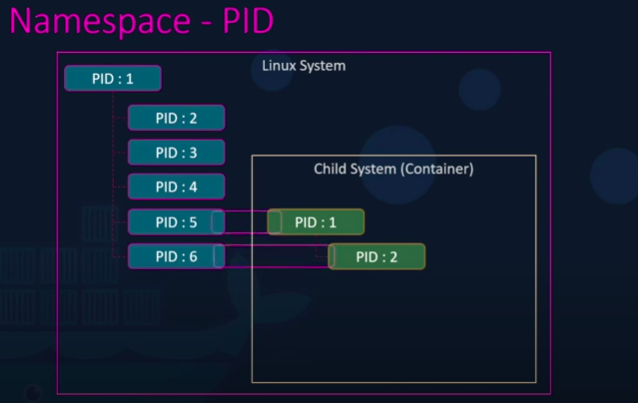 Namespace - PID
Linux System
PID : 1
PID : 2
PID : 3
PID : 4
PID : 5
PID : 6
Child System (Container)
PID : 1
PID : 2